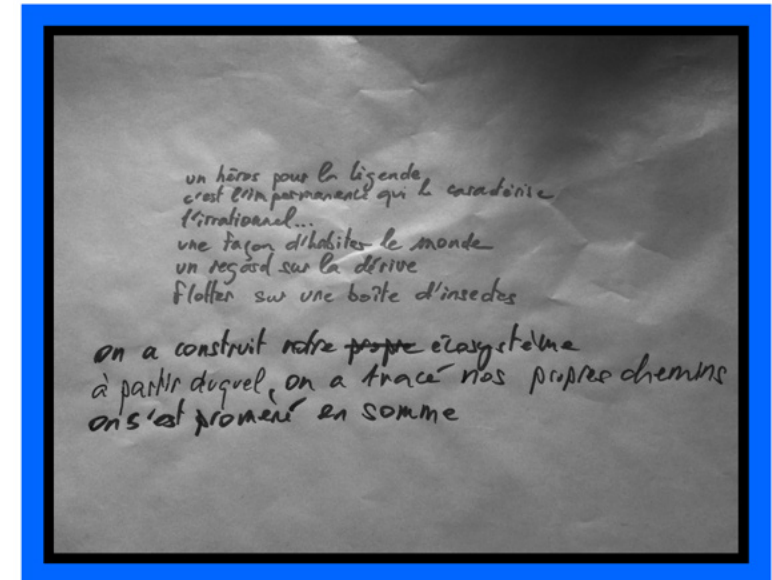 un héros pour la légende
c'est l'impermanence qui le caractérise
l'irrationnel...
une façon d'habiter le monde
un regard sur la dérive
flotter sur une boîte d'insectes
on a construit notre propre écosystème
à partir duquel, on a tracé nos propres chemins
on s'est promené en somme